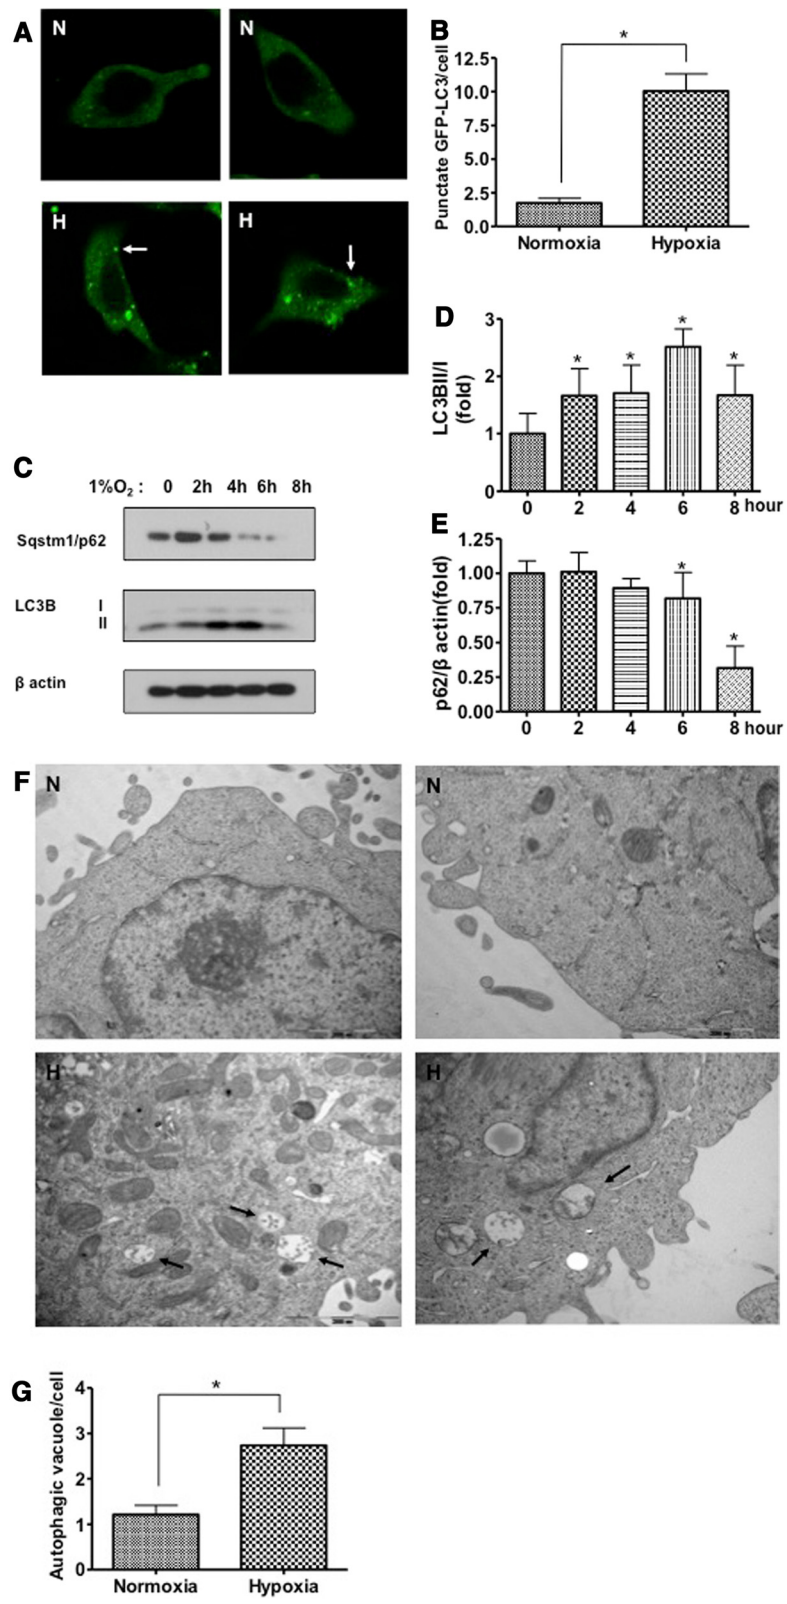 A
N
N
H
H
B
*
Punctate GFP-LC3/cell
12.5
10.0
7.5
5.0
2.5
0.0
Normoxia Hypoxia
C
1%O₂ : 0 2h 4h 6h 8h
Sqstm1/p62
LC3B I
II
β actin
D
LC3BII/I
(fold)
3
2
1
0
* * * *
0 2 4 6 8 hour
E
p62/β actin(fold)
1.25
1.00
0.75
0.50
0.25
0.00
* *
0 2 4 6 8 hour
F
N
N
H
H
G
*
Autophagic vacuole/cell
4
3
2
1
0
Normoxia Hypoxia